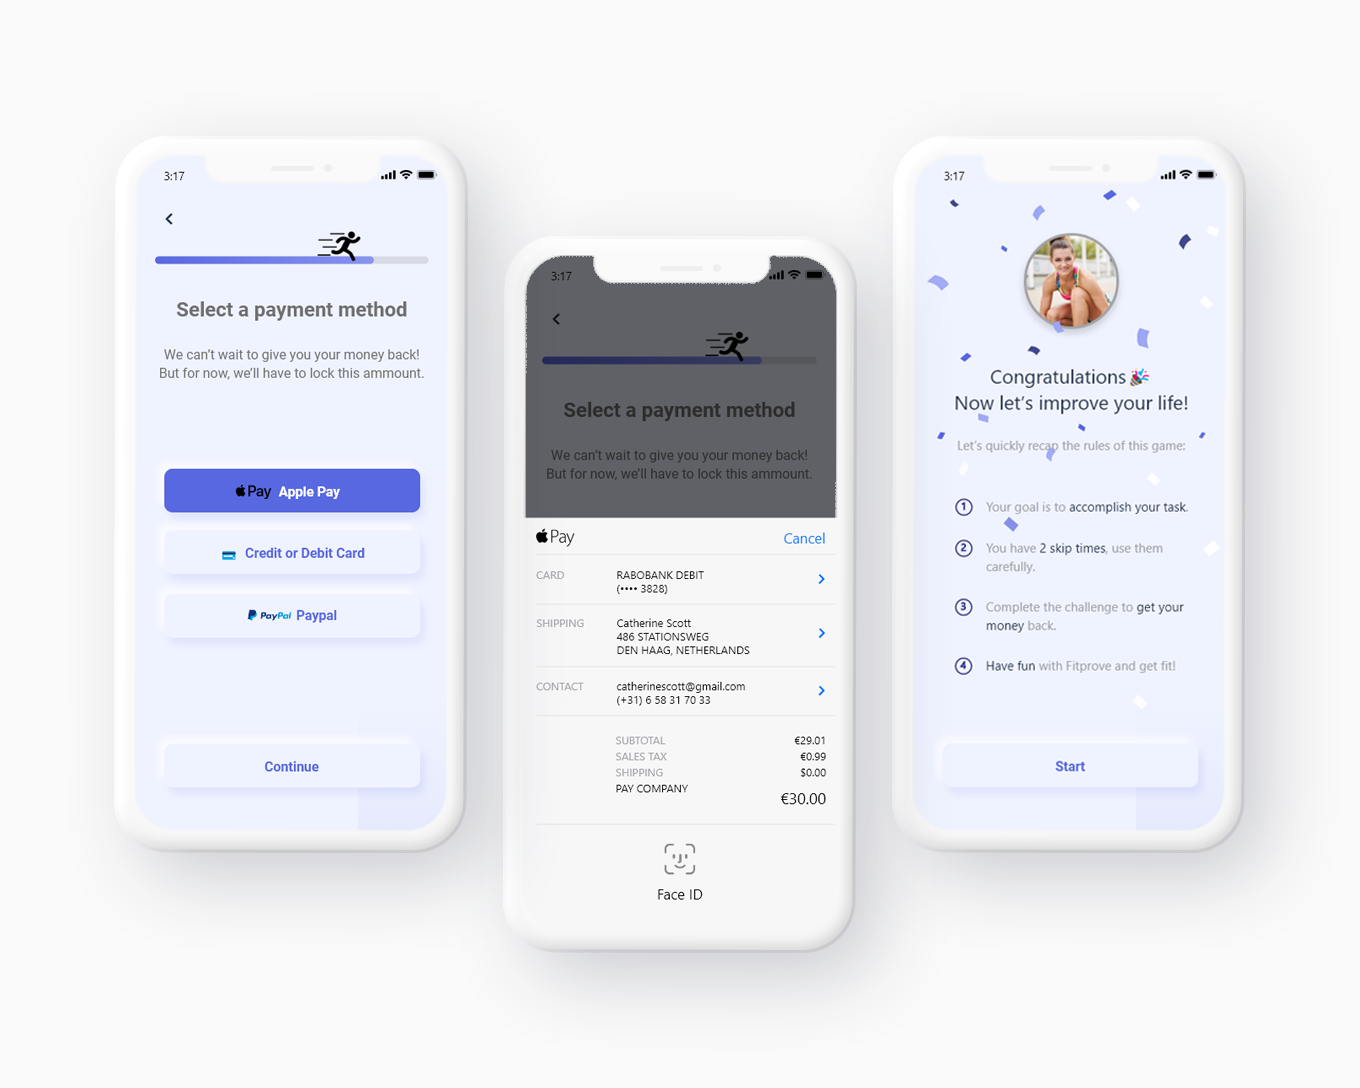 3:17
Select a payment method
We can't wait to give you your money back!
But for now, we'll have to lock this ammount.
Pay Apple Pay
Credit or Debit Card
PayPal Paypal
Continue
3:17
Select a payment method
We can't wait to give you your money back!
But for now, we'll have to lock this ammount.
Pay Cancel
CARD RABOBANK DEBIT
(•••• 3828)
SHIPPING Catherine Scott
486 STATIONSWEG
DEN HAAG, NETHERLANDS
CONTACT catherinescott@gmail.com
(+31) 6 58 31 70 33
SUBTOTAL €29.01
SALES TAX €0.99
SHIPPING $0.00
PAY COMPANY
€30.00
Face ID
3:17
Congratulations 🎉
Now let's improve your life!
Let's quickly recap the rules of this game:
1 Your goal is to accomplish your task.
2 You have 2 skip times, use them
carefully.
3 Complete the challenge to get your
money back.
4 Have fun with Fitprove and get fit!
Start